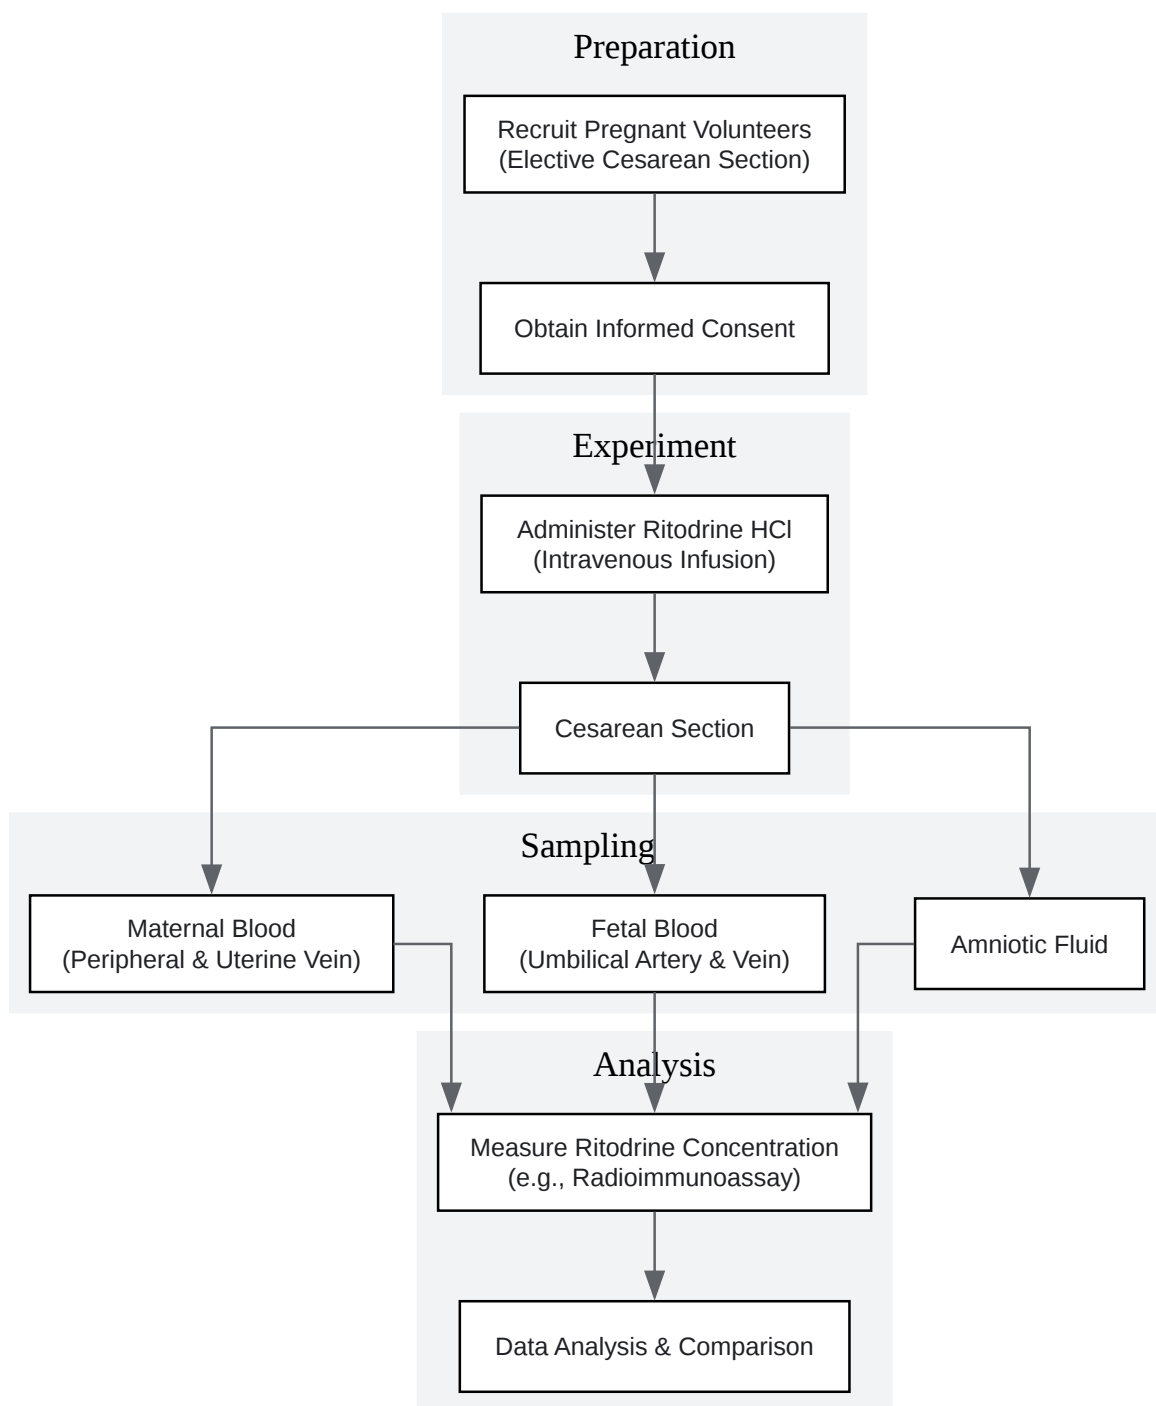 Preparation
Recruit Pregnant Volunteers
(Elective Cesarean Section)
Obtain Informed Consent
Experiment
Administer Ritodrine HCl
(Intravenous Infusion)
Cesarean Section
Sampling
Maternal Blood
(Peripheral & Uterine Vein)
Fetal Blood
(Umbilical Artery & Vein)
Amniotic Fluid
Analysis
Measure Ritodrine Concentration
(e.g., Radioimmunoassay)
Data Analysis & Comparison